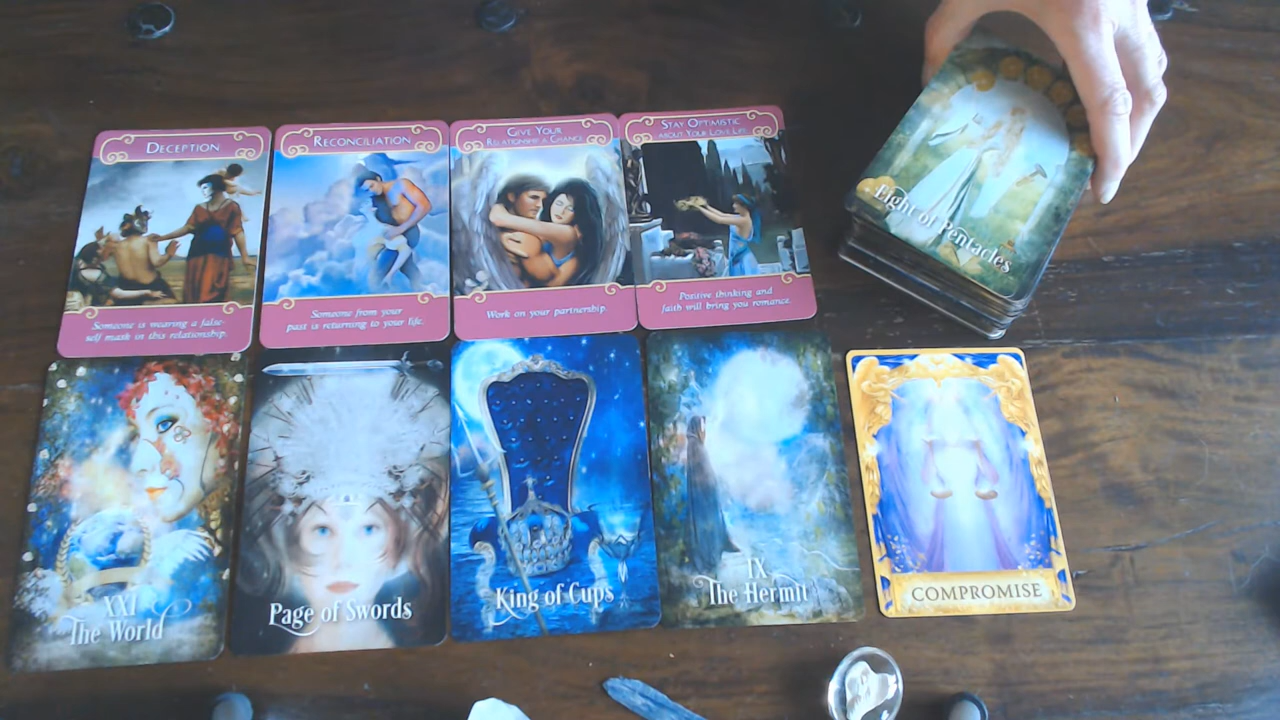 DECEPTION
Someone is wearing a false-
self mask in this relationship.
RECONCILIATION
Someone from your
past is returning to your life.
GIVE YOUR
RELATIONSHIP A CHANCE
Work on your partnership.
STAY OPTIMISTIC
ABOUT YOUR LOVE LIFE
Positive thinking and
faith will bring you romance.
Eight of Pentacles
XXI
The World
Page of Swords
King of Cups
IX
The Hermit
COMPROMISE